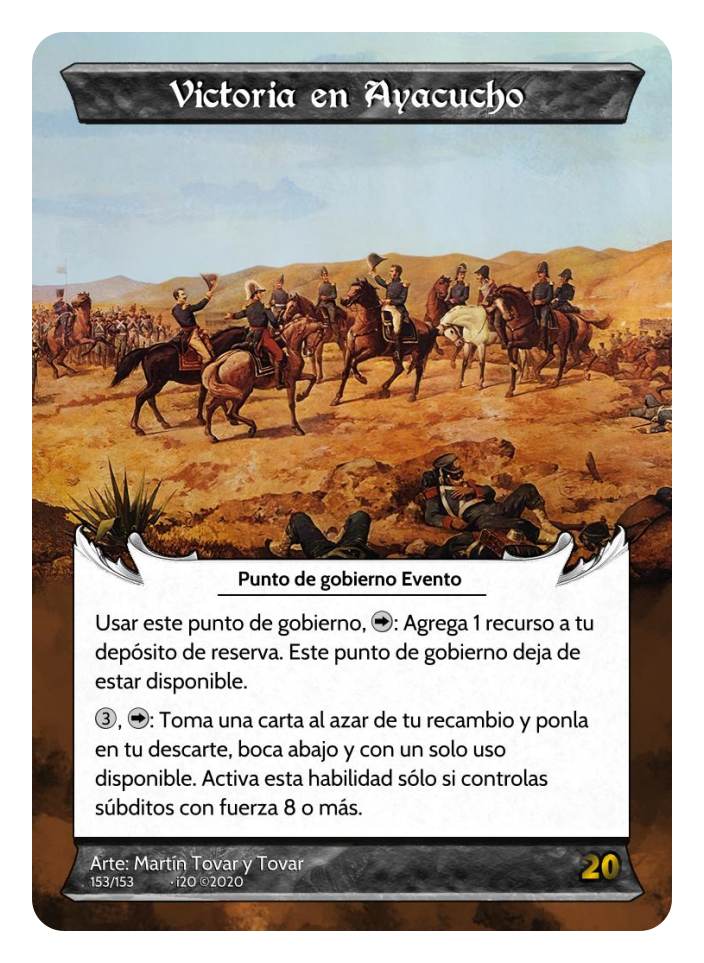 Victoria en Ayacucho
Punto de gobierno Evento
Usar este punto de gobierno, ➡: Agrega 1 recurso a tu
depósito de reserva. Este punto de gobierno deja de
estar disponible.
③, ➡: Toma una carta al azar de tu recambio y ponla
en tu descarte, boca abajo y con un solo uso
disponible. Activa esta habilidad sólo si controlas
súbditos con fuerza 8 o más.
Arte: Martín Tovar y Tovar
20
153/153 · i20 ©2020